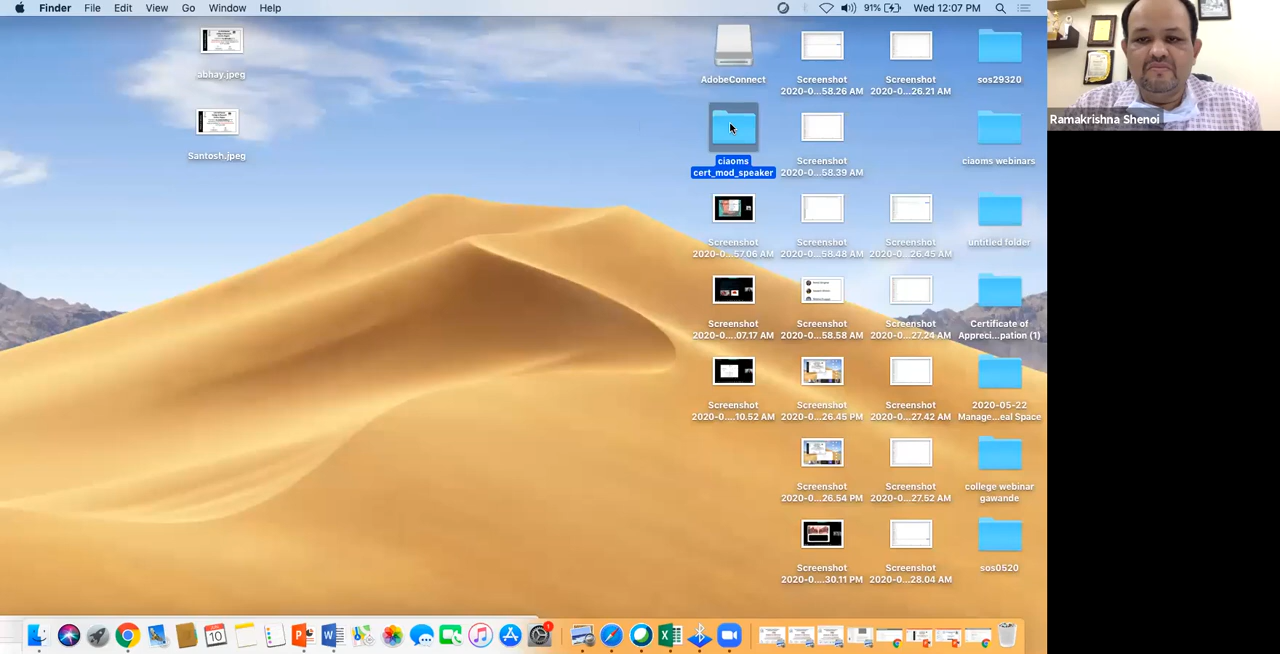 Finder File Edit View Go Window Help
91% Wed 12:07 PM
abhay.jpeg
Santosh.jpeg
AdobeConnect
Screenshot
2020-0...58.26 AM
Screenshot
2020-0...26.21 AM
sos29320
ciaoms
cert_mod_speaker
Screenshot
2020-0...58.39 AM
ciaoms webinars
Screenshot
2020-0...57.06 AM
Screenshot
2020-0...58.48 AM
Screenshot
2020-0...26.45 AM
untitled folder
Screenshot
2020-0....07.17 AM
Screenshot
2020-0...58.58 AM
Screenshot
2020-0...27.24 AM
Certificate of
Appreci...pation (1)
Screenshot
2020-0....10.52 AM
Screenshot
2020-0...26.45 PM
Screenshot
2020-0...27.42 AM
2020-05-22
Manage...eal Space
Screenshot
2020-0...26.54 PM
Screenshot
2020-0...27.52 AM
college webinar
gawande
Screenshot
2020-0...30.11 PM
Screenshot
2020-0...28.04 AM
sos0520
10
1
Ramakrishna Shenoi